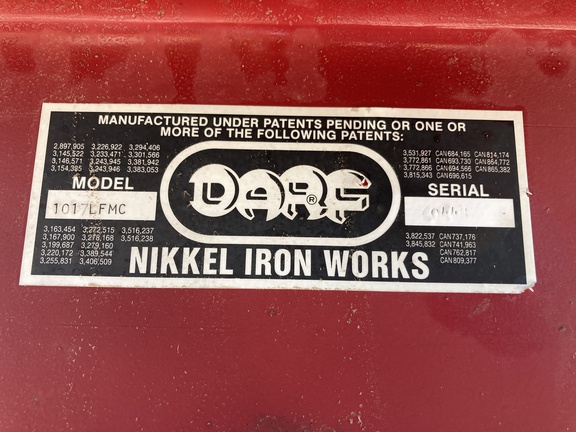 MANUFACTURED UNDER PATENTS PENDING OR ONE OR
MORE OF THE FOLLOWING PATENTS:
2,897,905 3,226,922 3,294,406
3,145,522 3,233,471 3,301,566
3,146,571 3,243,945 3,381,942
3,154,385 3,243,946 3,383,053
3,531,927 CAN684,165 CAN814,174
3,772,861 CAN693,730 CAN864,772
3,772,866 CAN694,566 CAN865,382
3,815,343 CAN696,615
MODEL
1017LFMC
DARF®
SERIAL
3,163,454 3,272,515 3,516,237
3,167,900 3,276,168 3,516,238
3,199,687 3,279,160
3,220,172 3,389,544
3,255,831 3,406,509
3,822,537 CAN737,176
3,845,832 CAN741,963
CAN762,817
CAN809,377
NIKKEL IRON WORKS